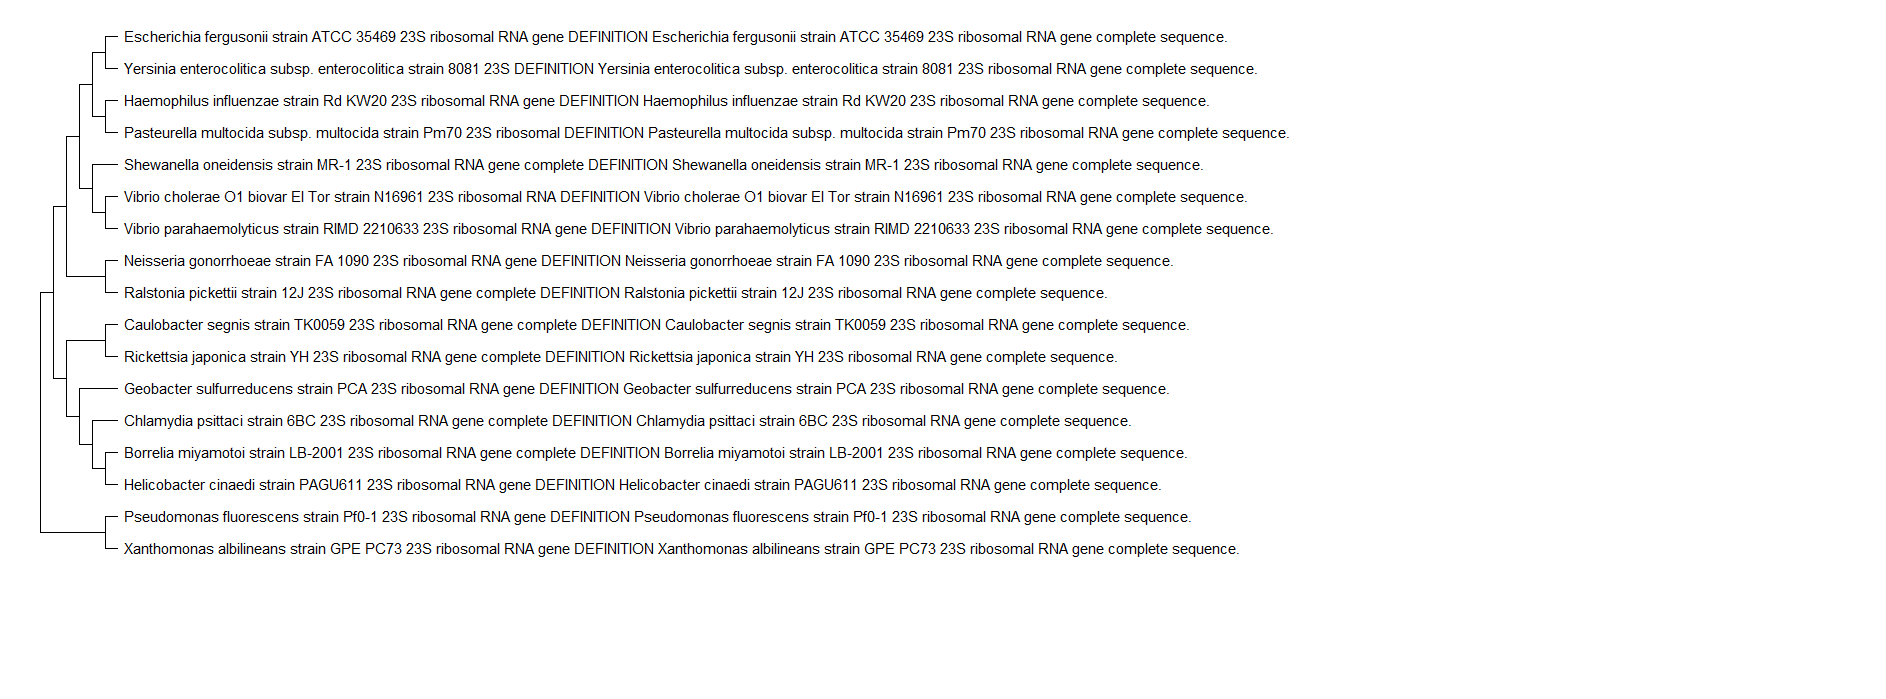 Escherichia fergusonii strain ATCC 35469 23S ribosomal RNA gene DEFINITION Escherichia fergusonii strain ATCC 35469 23S ribosomal RNA gene complete sequence.
Yersinia enterocolitica subsp. enterocolitica strain 8081 23S DEFINITION Yersinia enterocolitica subsp. enterocolitica strain 8081 23S ribosomal RNA gene complete sequence.
Haemophilus influenzae strain Rd KW20 23S ribosomal RNA gene DEFINITION Haemophilus influenzae strain Rd KW20 23S ribosomal RNA gene complete sequence.
Pasteurella multocida subsp. multocida strain Pm70 23S ribosomal DEFINITION Pasteurella multocida subsp. multocida strain Pm70 23S ribosomal RNA gene complete sequence.
Shewanella oneidensis strain MR-1 23S ribosomal RNA gene complete DEFINITION Shewanella oneidensis strain MR-1 23S ribosomal RNA gene complete sequence.
Vibrio cholerae O1 biovar El Tor strain N16961 23S ribosomal RNA DEFINITION Vibrio cholerae O1 biovar El Tor strain N16961 23S ribosomal RNA gene complete sequence.
Vibrio parahaemolyticus strain RIMD 2210633 23S ribosomal RNA gene DEFINITION Vibrio parahaemolyticus strain RIMD 2210633 23S ribosomal RNA gene complete sequence.
Neisseria gonorrhoeae strain FA 1090 23S ribosomal RNA gene DEFINITION Neisseria gonorrhoeae strain FA 1090 23S ribosomal RNA gene complete sequence.
Ralstonia pickettii strain 12J 23S ribosomal RNA gene complete DEFINITION Ralstonia pickettii strain 12J 23S ribosomal RNA gene complete sequence.
Caulobacter segnis strain TK0059 23S ribosomal RNA gene complete DEFINITION Caulobacter segnis strain TK0059 23S ribosomal RNA gene complete sequence.
Rickettsia japonica strain YH 23S ribosomal RNA gene complete DEFINITION Rickettsia japonica strain YH 23S ribosomal RNA gene complete sequence.
Geobacter sulfurreducens strain PCA 23S ribosomal RNA gene DEFINITION Geobacter sulfurreducens strain PCA 23S ribosomal RNA gene complete sequence.
Chlamydia psittaci strain 6BC 23S ribosomal RNA gene complete DEFINITION Chlamydia psittaci strain 6BC 23S ribosomal RNA gene complete sequence.
Borrelia miyamotoi strain LB-2001 23S ribosomal RNA gene complete DEFINITION Borrelia miyamotoi strain LB-2001 23S ribosomal RNA gene complete sequence.
Helicobacter cinaedi strain PAGU611 23S ribosomal RNA gene DEFINITION Helicobacter cinaedi strain PAGU611 23S ribosomal RNA gene complete sequence.
Pseudomonas fluorescens strain Pf0-1 23S ribosomal RNA gene DEFINITION Pseudomonas fluorescens strain Pf0-1 23S ribosomal RNA gene complete sequence.
Xanthomonas albilineans strain GPE PC73 23S ribosomal RNA gene DEFINITION Xanthomonas albilineans strain GPE PC73 23S ribosomal RNA gene complete sequence.